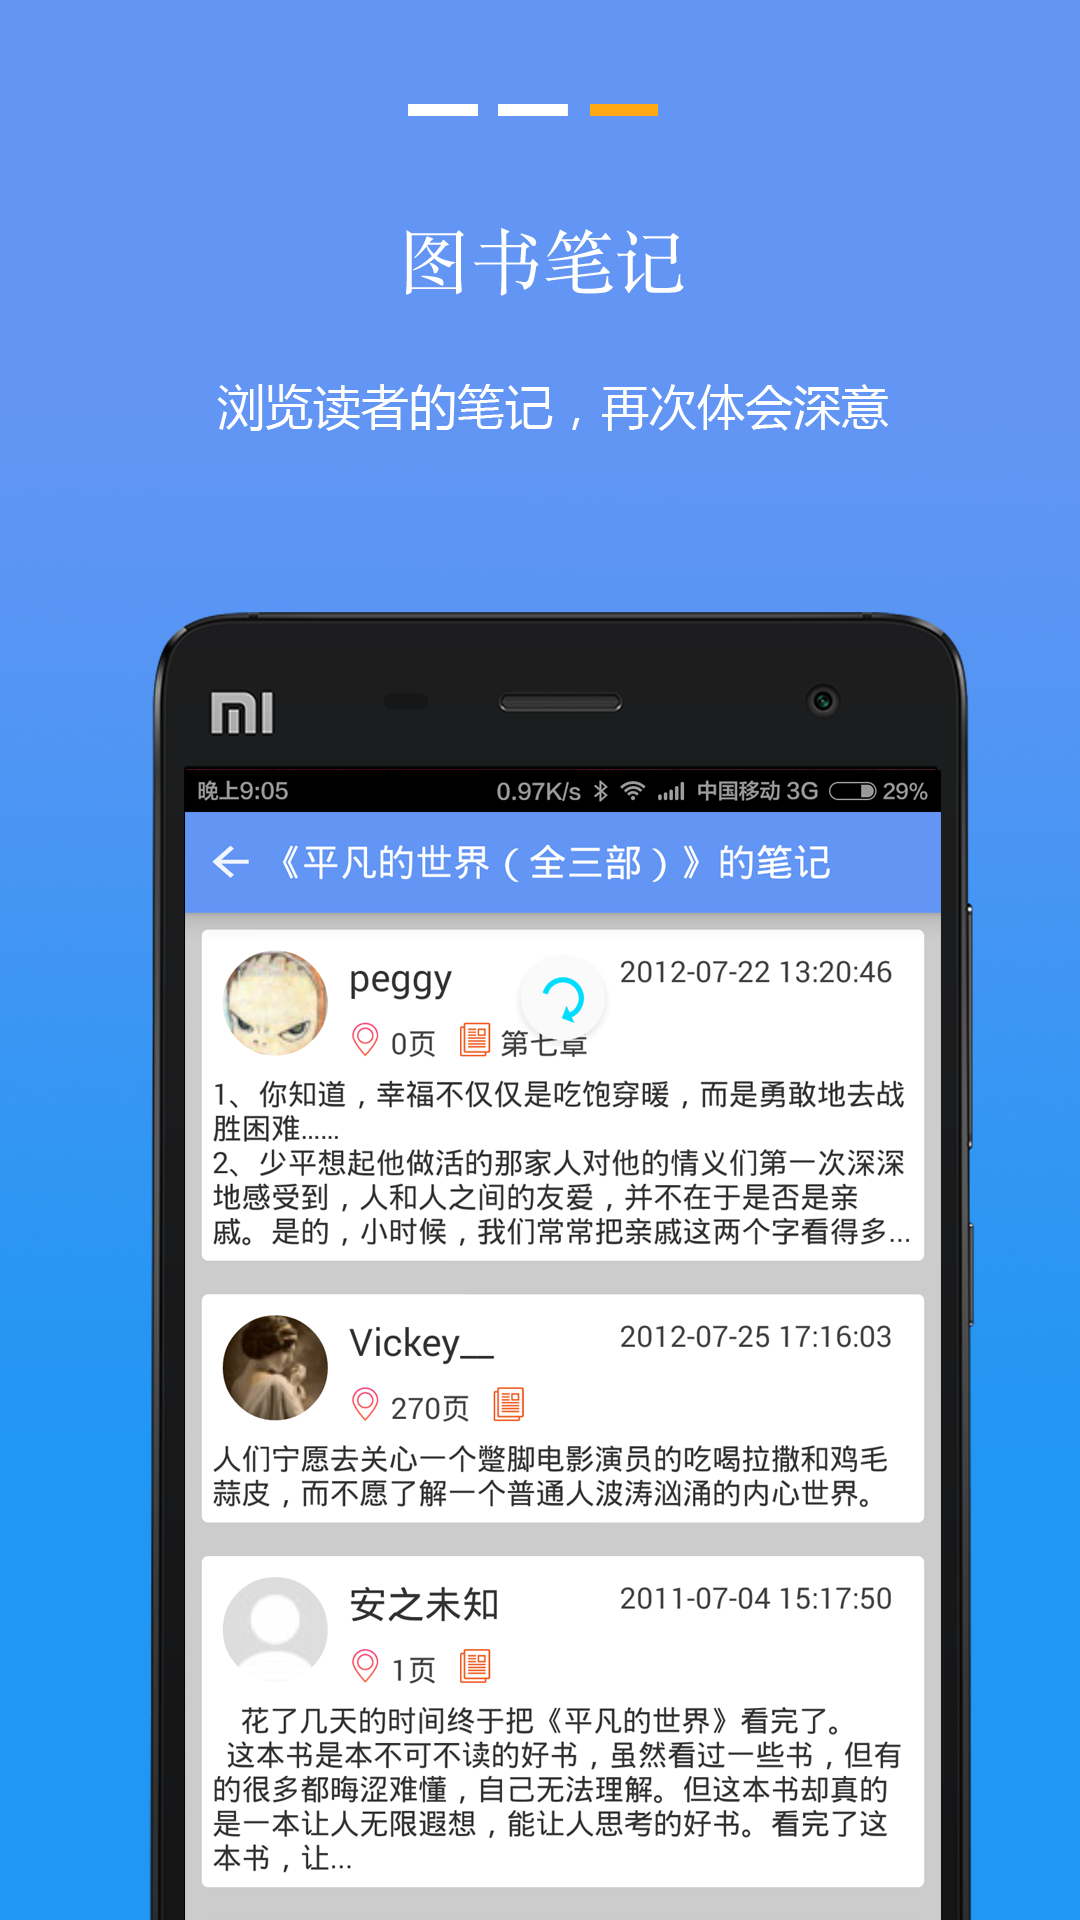 图书笔记
浏览读者的笔记，再次体会深意
MI
晚上9:05 0.97K/s 中国移动 3G 29%
《平凡的世界（全三部）》的笔记
peggy 2012-07-22 13:20:46
0页 第七章
1、你知道，幸福不仅仅是吃饱穿暖，而是勇敢地去战
胜困难......
2、少平想起他做活的那家人对他的情义们第一次深深
地感受到，人和人之间的友爱，并不在于是否是亲
戚。是的，小时候，我们常常把亲戚这两个字看得多...
Vickey__ 2012-07-25 17:16:03
270页
人们宁愿去关心一个蹩脚电影演员的吃喝拉撒和鸡毛
蒜皮，而不愿了解一个普通人波涛汹涌的内心世界。
安之未知 2011-07-04 15:17:50
1页
花了几天的时间终于把《平凡的世界》看完了。
这本书是本不可不读的好书，虽然看过一些书，但有
的很多都晦涩难懂，自己无法理解。但这本书却真的
是一本让人无限遐想，能让人思考的好书。看完了这
本书，让...